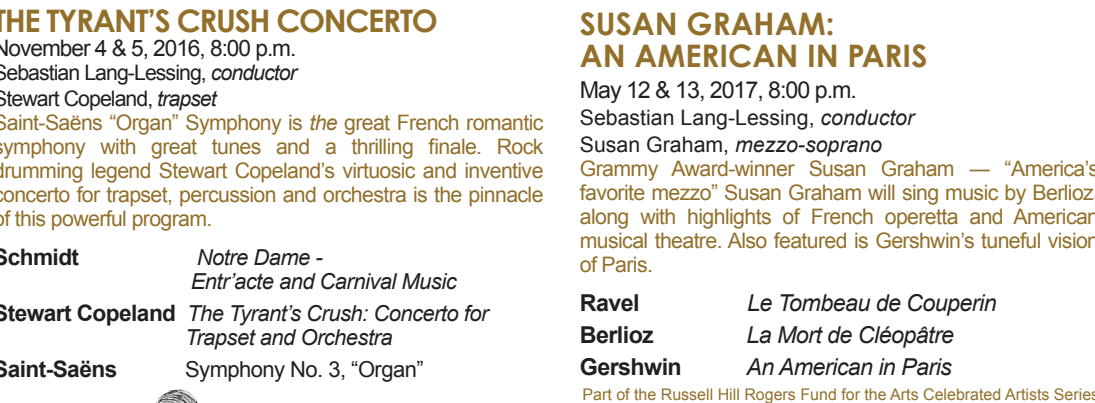 THE TYRANT'S CRUSH CONCERTO
November 4 & 5, 2016, 8:00 p.m.
Sebastian Lang-Lessing, conductor
Stewart Copeland, trapset
Saint-Saëns "Organ" Symphony is the great French romantic
symphony with great tunes and a thrilling finale. Rock
drumming legend Stewart Copeland's virtuosic and inventive
concerto for trapset, percussion and orchestra is the pinnacle
of this powerful program.
Schmidt Notre Dame -
Entr'acte and Carnival Music
Stewart Copeland The Tyrant's Crush: Concerto for
Trapset and Orchestra
Saint-Saëns Symphony No. 3, "Organ"
SUSAN GRAHAM:
AN AMERICAN IN PARIS
May 12 & 13, 2017, 8:00 p.m.
Sebastian Lang-Lessing, conductor
Susan Graham, mezzo-soprano
Grammy Award-winner Susan Graham — "America's
favorite mezzo" Susan Graham will sing music by Berlioz,
along with highlights of French operetta and American
musical theatre. Also featured is Gershwin's tuneful vision
of Paris.
Ravel Le Tombeau de Couperin
Berlioz La Mort de Cléopâtre
Gershwin An American in Paris
Part of the Russell Hill Rogers Fund for the Arts Celebrated Artists Series